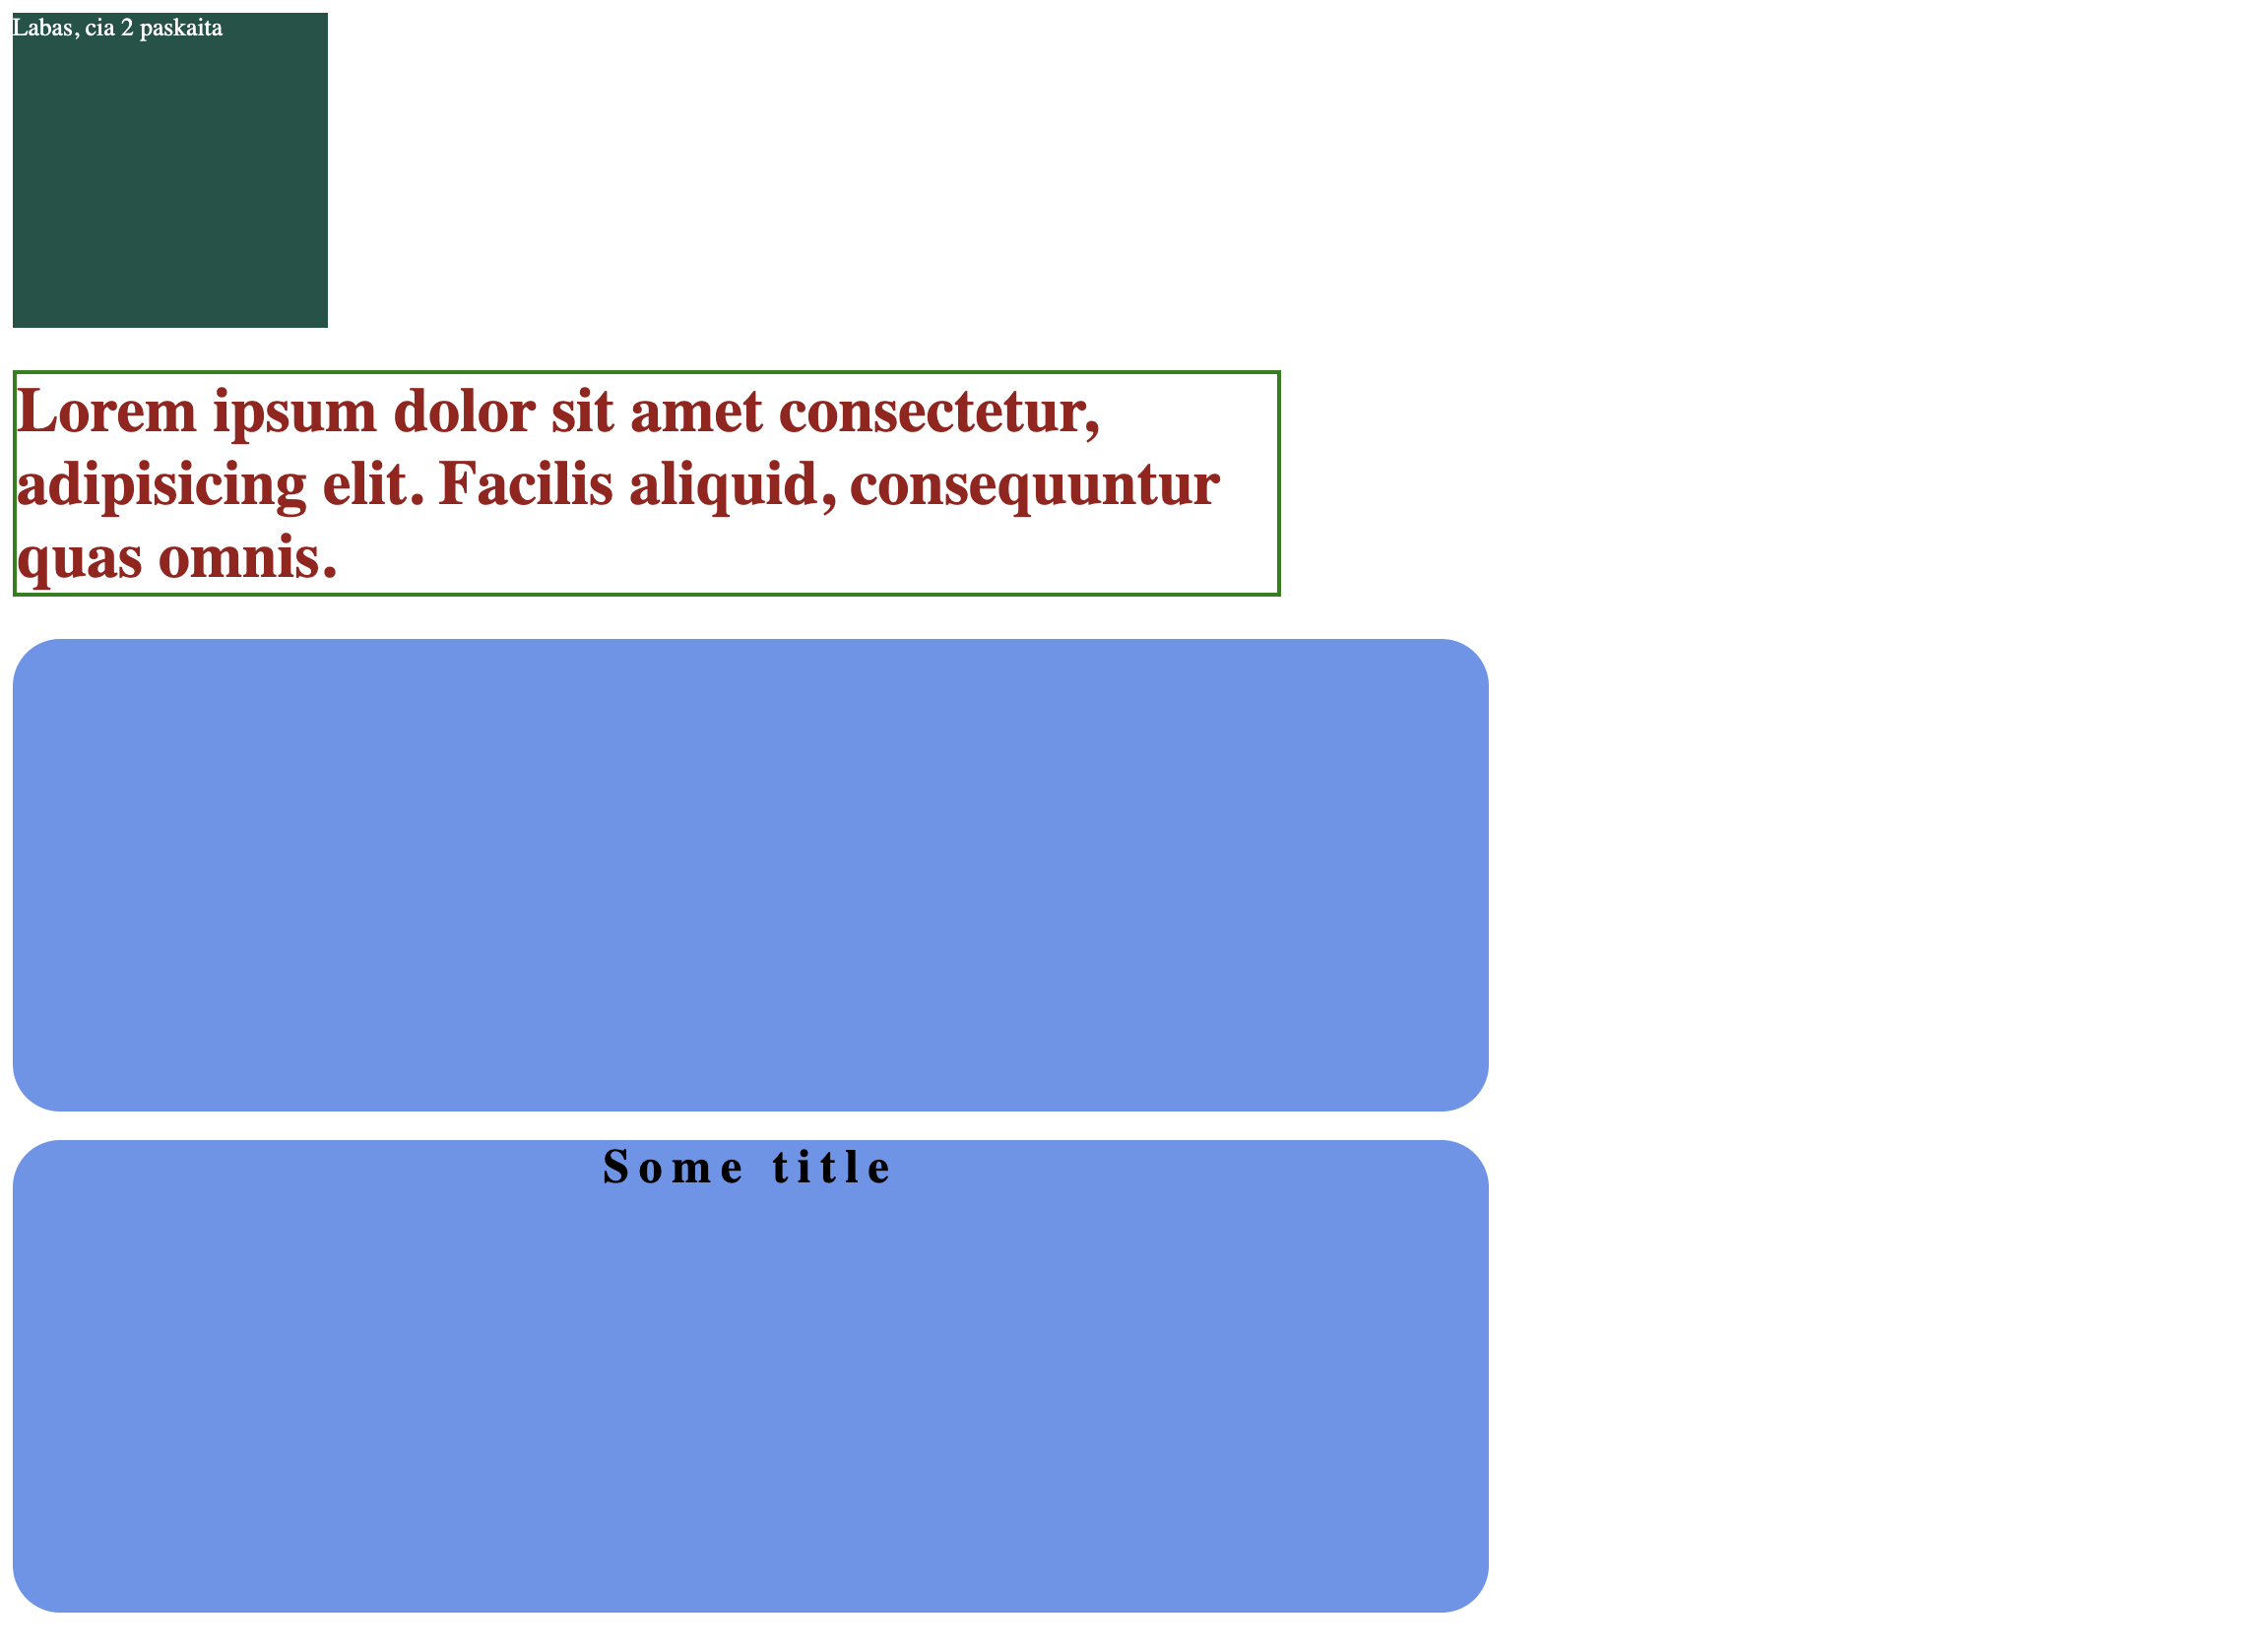 Labas, cia 2 paskaita
Lorem ipsum dolor sit amet consectetur,
adipisicing elit. Facilis aliquid, consequuntur
quas omnis.
Some title